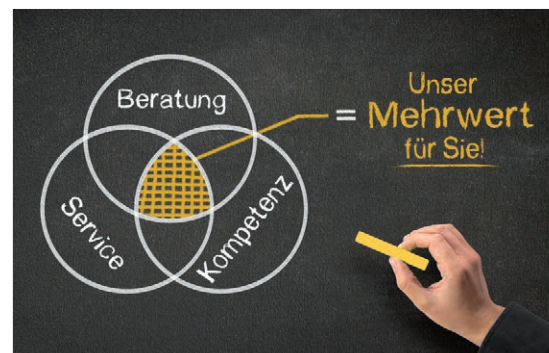 Beratung
Service
Kompetenz
= Unser
Mehrwert
für Sie!